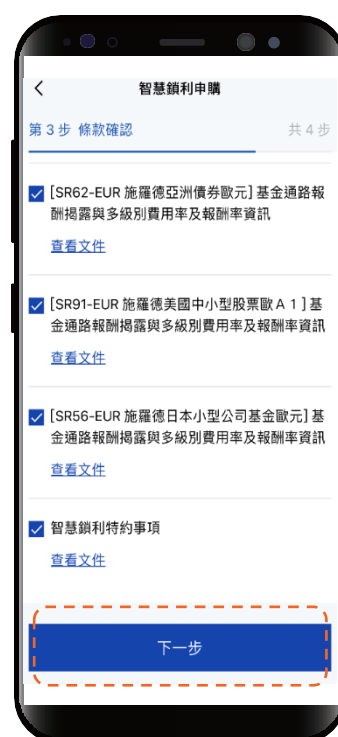 智慧鎖利申購
第 3 步 條款確認 共 4 步
[SR62-EUR 施羅德亞洲債券歐元] 基金通路報
酬揭露與多級別費用率及報酬率資訊
查看文件
[SR91-EUR 施羅德美國中小型股票歐Ａ１] 基
金通路報酬揭露與多級別費用率及報酬率資訊
查看文件
[SR56-EUR 施羅德日本小型公司基金歐元] 基
金通路報酬揭露與多級別費用率及報酬率資訊
查看文件
智慧鎖利特約事項
查看文件
下一步